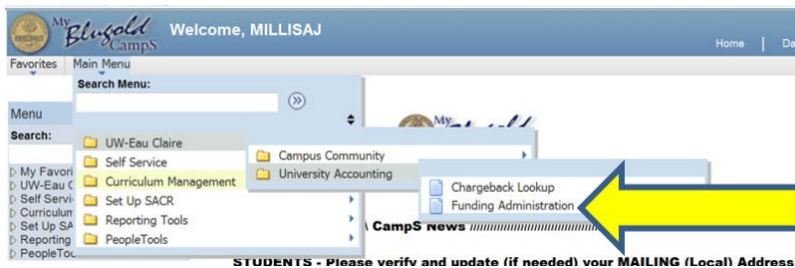 My Blugold CampS
Welcome, MILLISAJ
Home | Da
Favorites Main Menu
Search Menu:
Menu
Search:
UW-Eau Claire
Self Service
Curriculum Management
Set Up SACR
Reporting Tools
PeopleTools
Campus Community
University Accounting
Chargeback Lookup
Funding Administration
My Favori
UW-Eau C
Self Servi
Curriculum
Set Up SA
Reporting
PeopleToo
My
CampS News ////////////////////////////////////
STUDENTS - Please verify and update (if needed) your MAILING (Local) Address